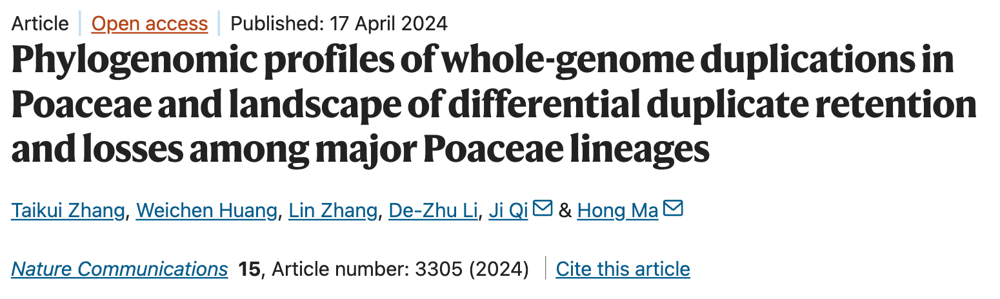 Article Open access Published: 17 April 2024
Phylogenomic profiles of whole-genome duplications in
Poaceae and landscape of differential duplicate retention
and losses among major Poaceae lineages
Taikui Zhang, Weichen Huang, Lin Zhang, De-Zhu Li, Ji Qi & Hong Ma
Nature Communications 15, Article number: 3305 (2024) Cite this article